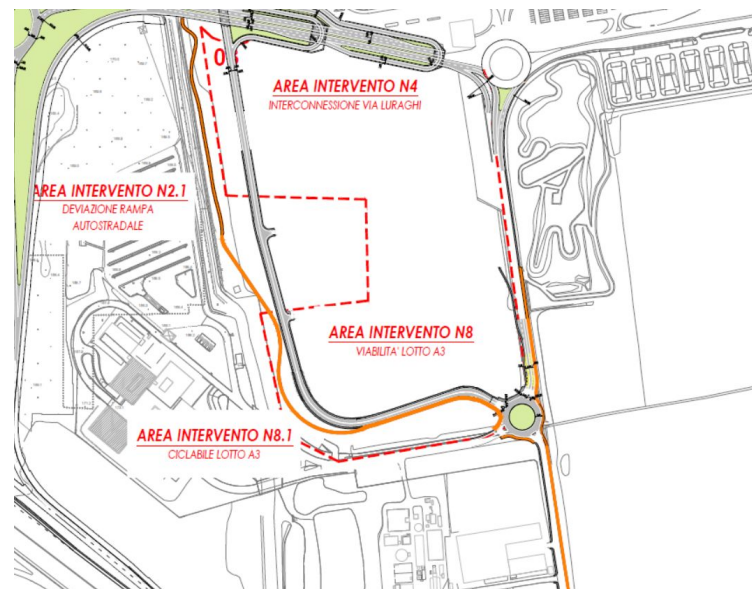 AREA INTERVENTO N4
INTERCONNESSIONE VIA LURAGHI
AREA INTERVENTO N2.1
DEVIAZIONE RAMPA
AUTOSTRADALE
AREA INTERVENTO N8
VIABILITA' LOTTO A3
AREA INTERVENTO N8.1
CICLABILE LOTTO A3